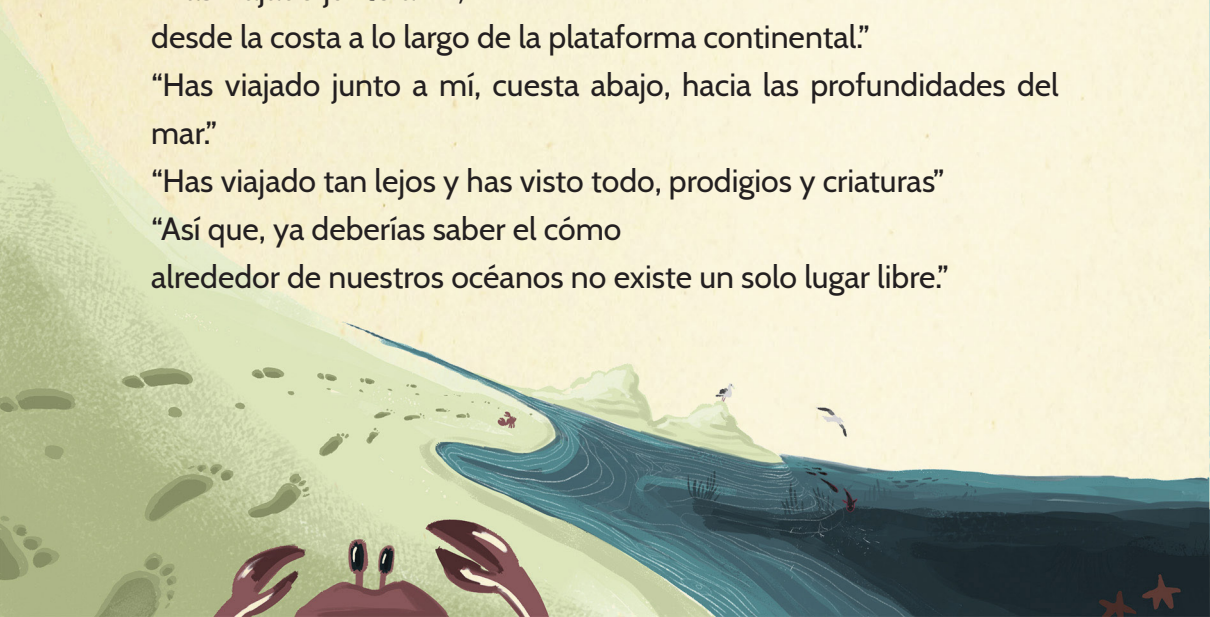 desde la costa a lo largo de la plataforma continental.”
“Has viajado junto a mí, cuesta abajo, hacia las profundidades del
mar.”
“Has viajado tan lejos y has visto todo, prodigios y criaturas”
“Así que, ya deberías saber el cómo
alrededor de nuestros océanos no existe un solo lugar libre.”